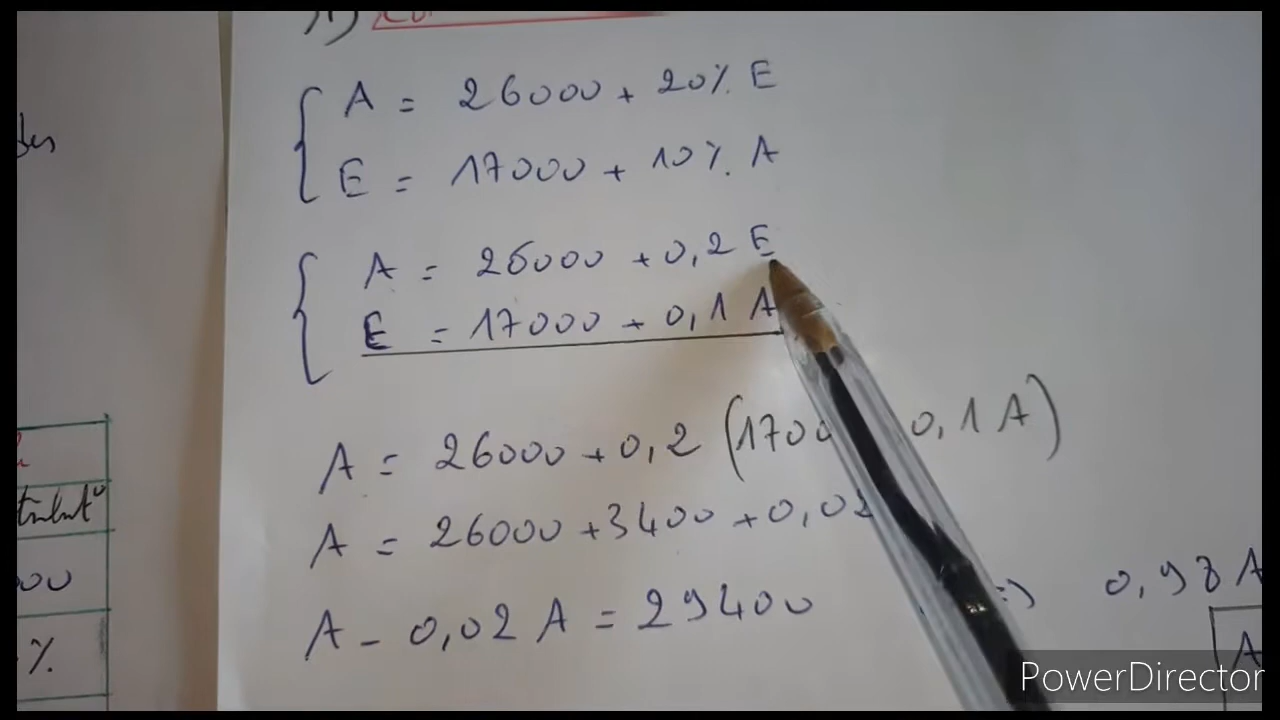 A = 26000 + 20% E
E = 17000 + 10% A
A = 26000 + 0,2 E
E = 17000 + 0,1 A
A = 26000 + 0,2 (1700 0,1 A)
A = 26000 + 3400 + 0,02
A - 0,02 A = 29400 => 0,98 A
A
%
PowerDirector